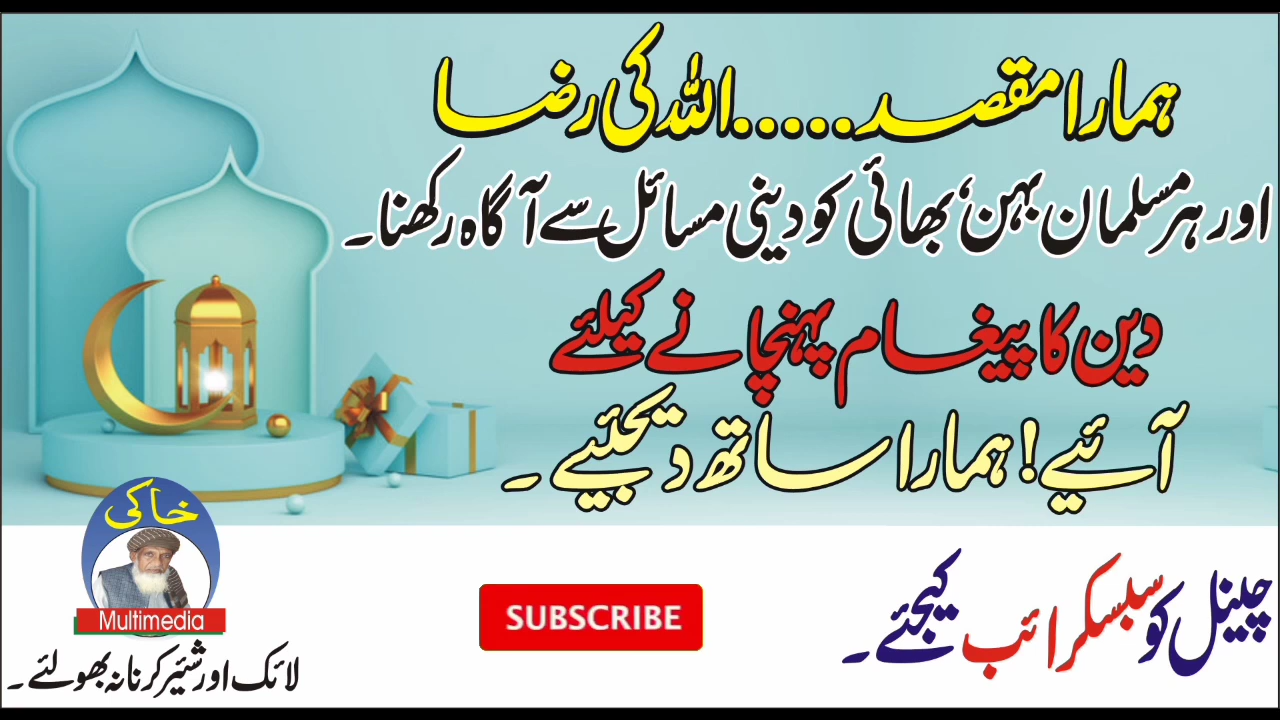 ہمارا مقصد.....اللہ کی رضا
اور ہر مسلمان بہن، بھائی کو دینی مسائل سے آگاہ رکھنا۔
دین کا پیغام پہنچانے کیلئے
آئیے! ہمارا ساتھ دیجئیے۔
خاکی
Multimedia
لائک اور شئیر کرنا نہ بھولئے۔
SUBSCRIBE
چینل کو سبسکرائب کیجئے۔